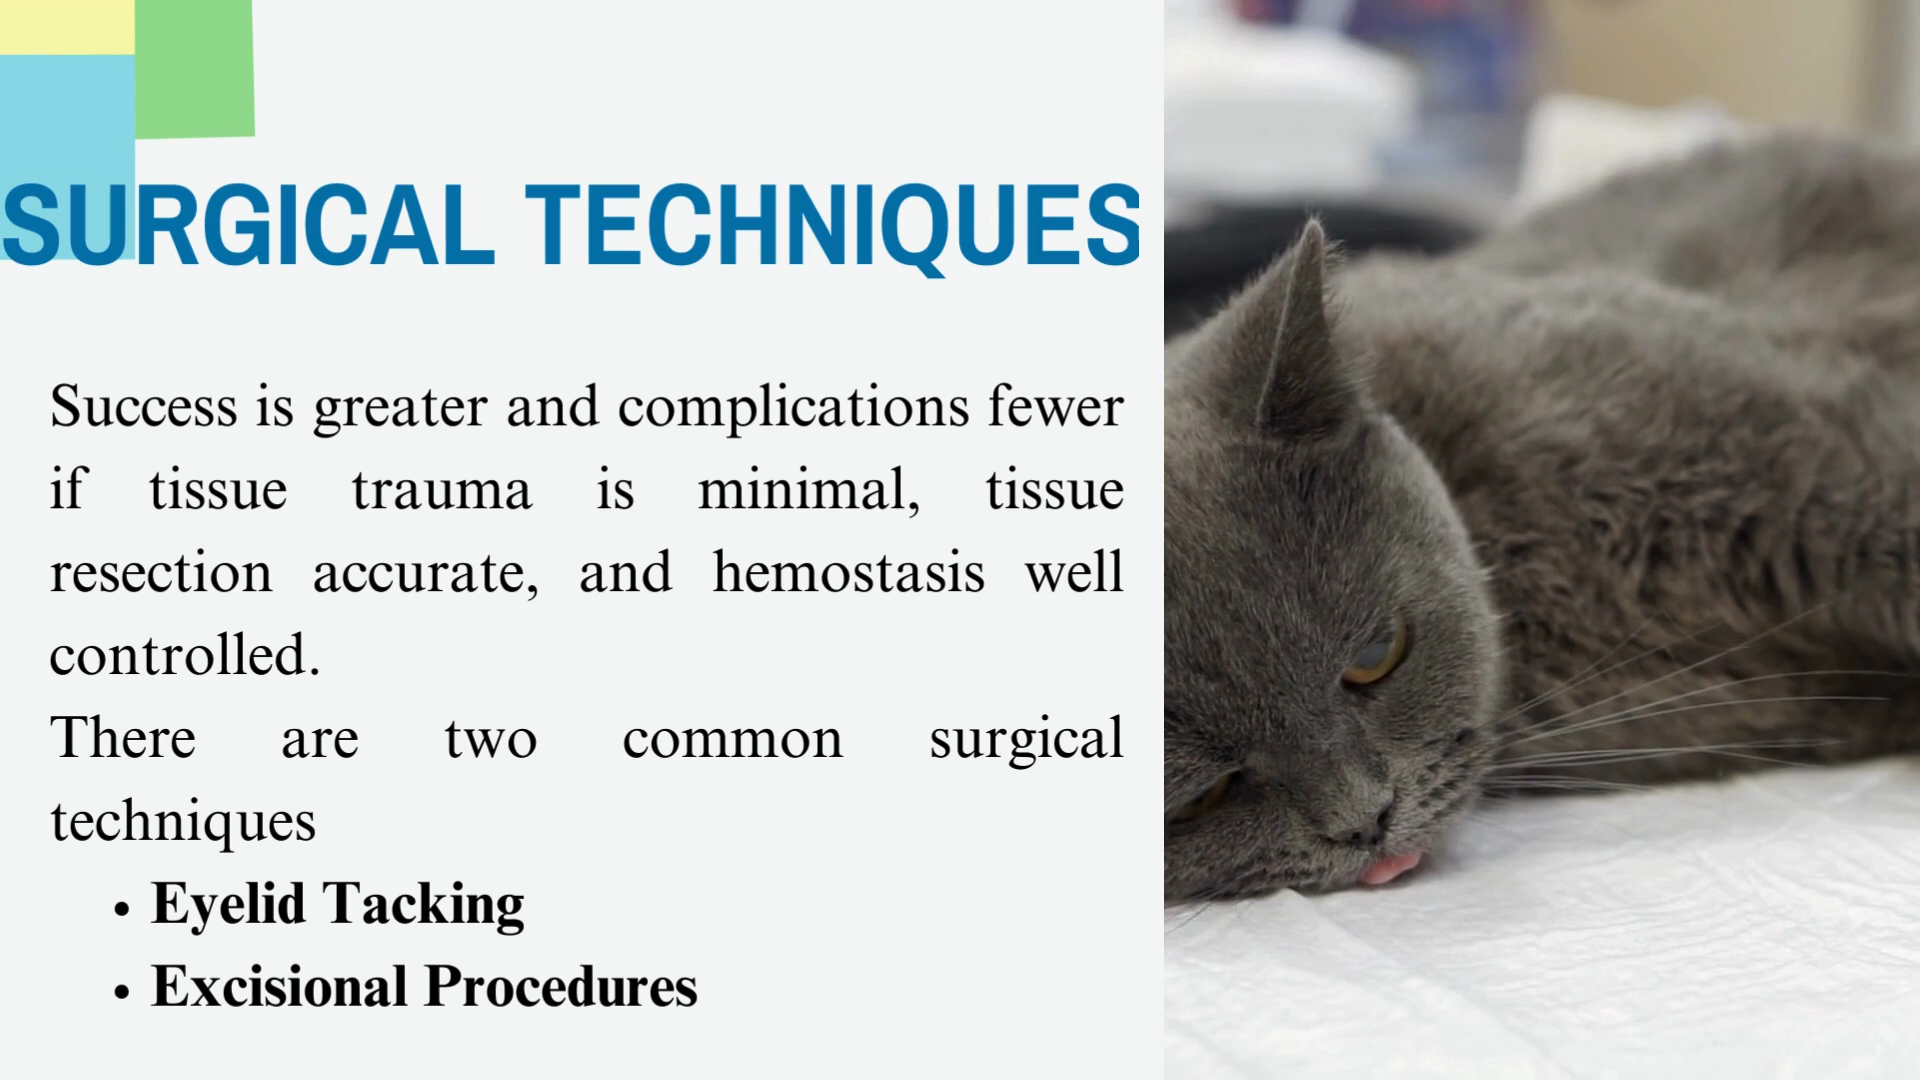 SURGICAL TECHNIQUES
Success is greater and complications fewer
if tissue trauma is minimal, tissue
resection accurate, and hemostasis well
controlled.
There are two common surgical
techniques
• Eyelid Tacking
• Excisional Procedures